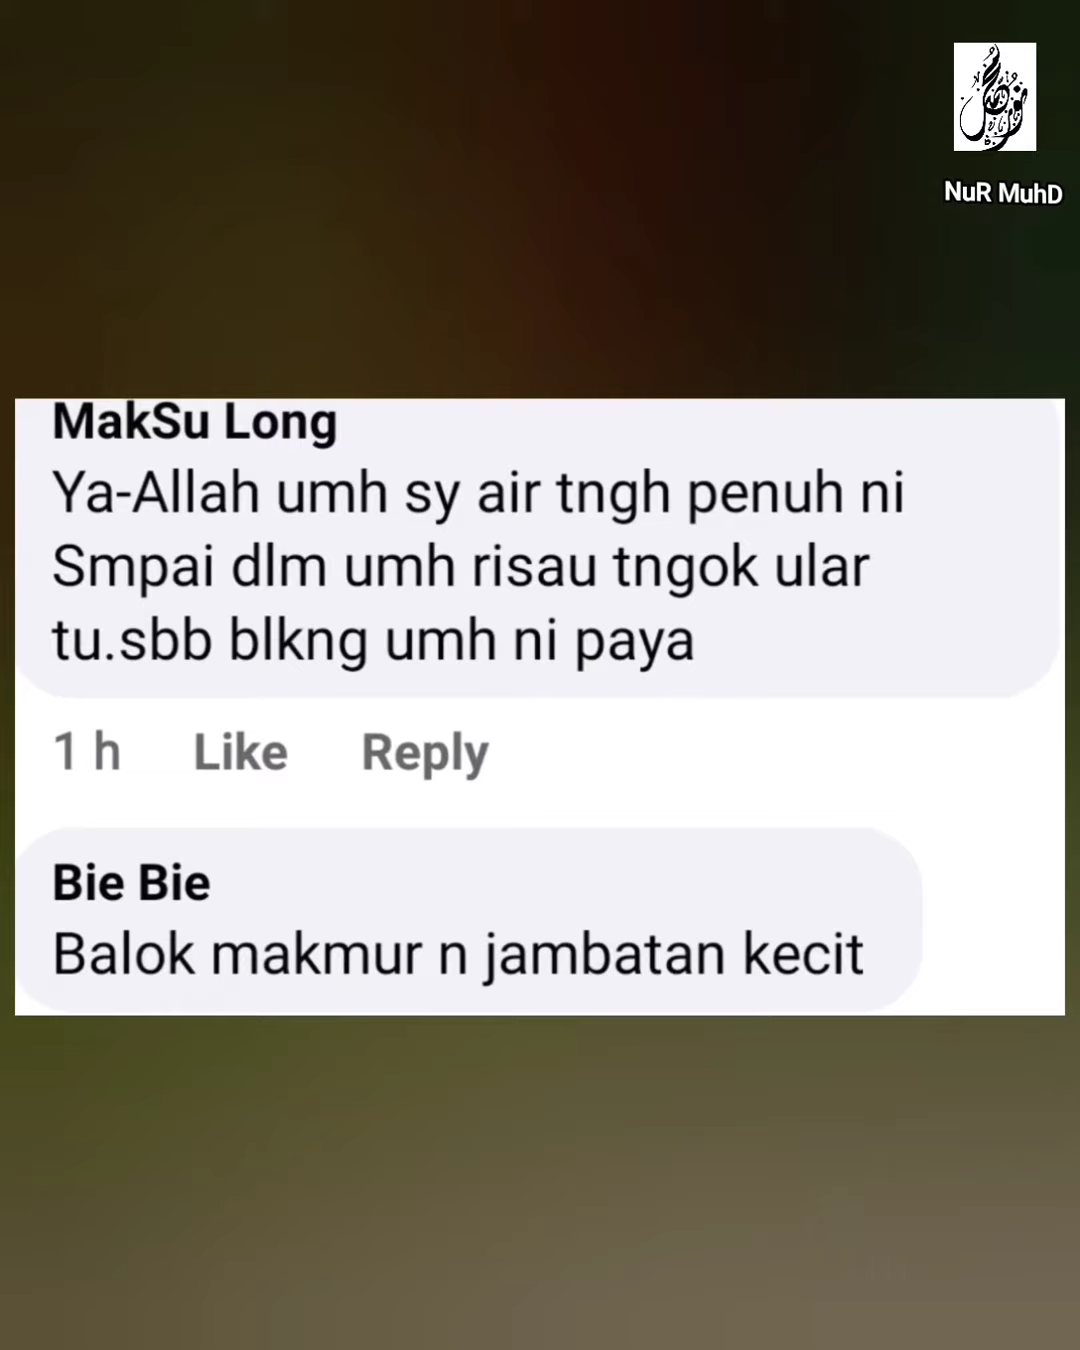 NuR MuhD
MakSu Long
Ya-Allah umh sy air tngh penuh ni
Smpai dlm umh risau tngok ular
tu.sbb blkng umh ni paya
1 h Like Reply
Bie Bie
Balok makmur n jambatan kecit